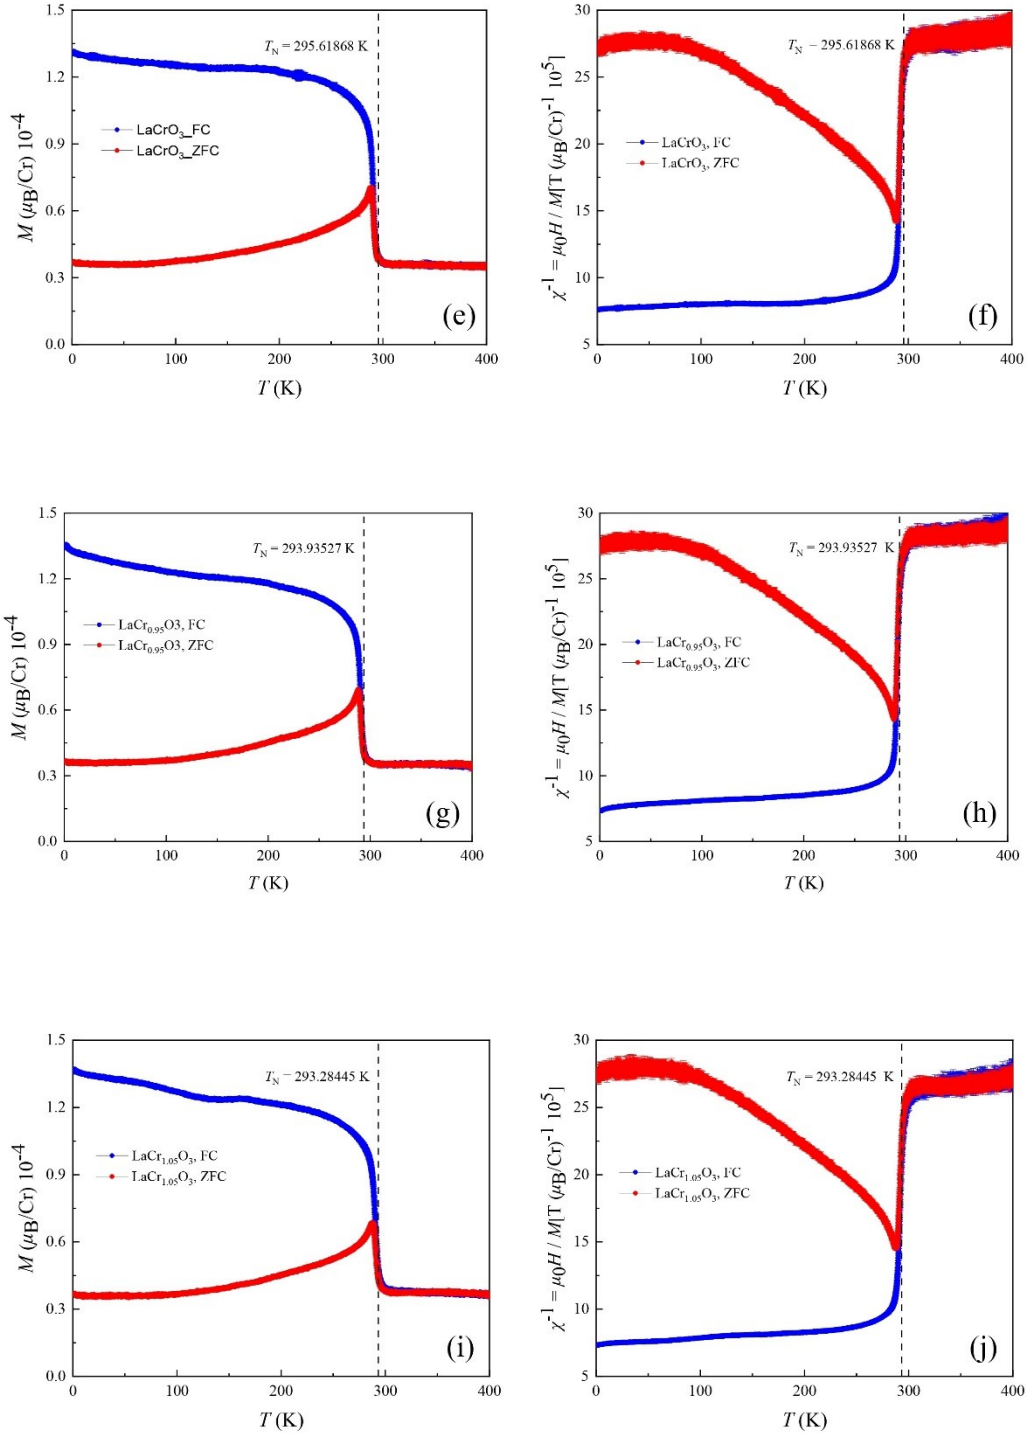 1.5
1.2
0.9
0.6
0.3
0.0
M (μB/Cr) 10-4
TN = 295.61868 K
LaCrO3_FC
LaCrO3_ZFC
(e)
0 100 200 300 400
T (K)
30
25
20
15
10
5
χ-1 = μ0H / M[T (μB/Cr)-1 105]
TN − 295.61868 K
LaCrO3, FC
LaCrO3, ZFC
(f)
0 100 200 300 400
T (K)
1.5
1.2
0.9
0.6
0.3
0.0
M (μB/Cr) 10-4
TN = 293.93527 K
LaCr0.95O3, FC
LaCr0.95O3, ZFC
(g)
0 100 200 300 400
T (K)
30
25
20
15
10
5
χ-1 = μ0H / M[T (μB/Cr)-1 105]
TN = 293.93527 K
LaCr0.95O3, FC
LaCr0.95O3, ZFC
(h)
0 100 200 300 400
T (K)
1.5
1.2
0.9
0.6
0.3
0.0
M (μB/Cr) 10-4
TN − 293.28445 K
LaCr1.05O3, FC
LaCr1.05O3, ZFC
(i)
0 100 200 300 400
T (K)
30
25
20
15
10
5
χ-1 = μ0H / M[T (μB/Cr)-1 105]
TN = 293.28445 K
LaCr1.05O3, FC
LaCr1.05O3, ZFC
(j)
0 100 200 300 400
T (K)